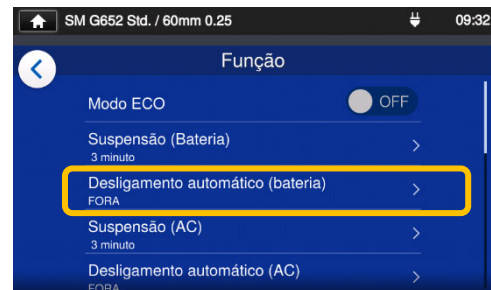 SM G652 Std. / 60mm 0.25 09:32
Função
Modo ECO OFF
Suspensão (Bateria)
3 minuto
Desligamento automático (bateria)
FORA
Suspensão (AC)
3 minuto
Desligamento automático (AC)
FORA